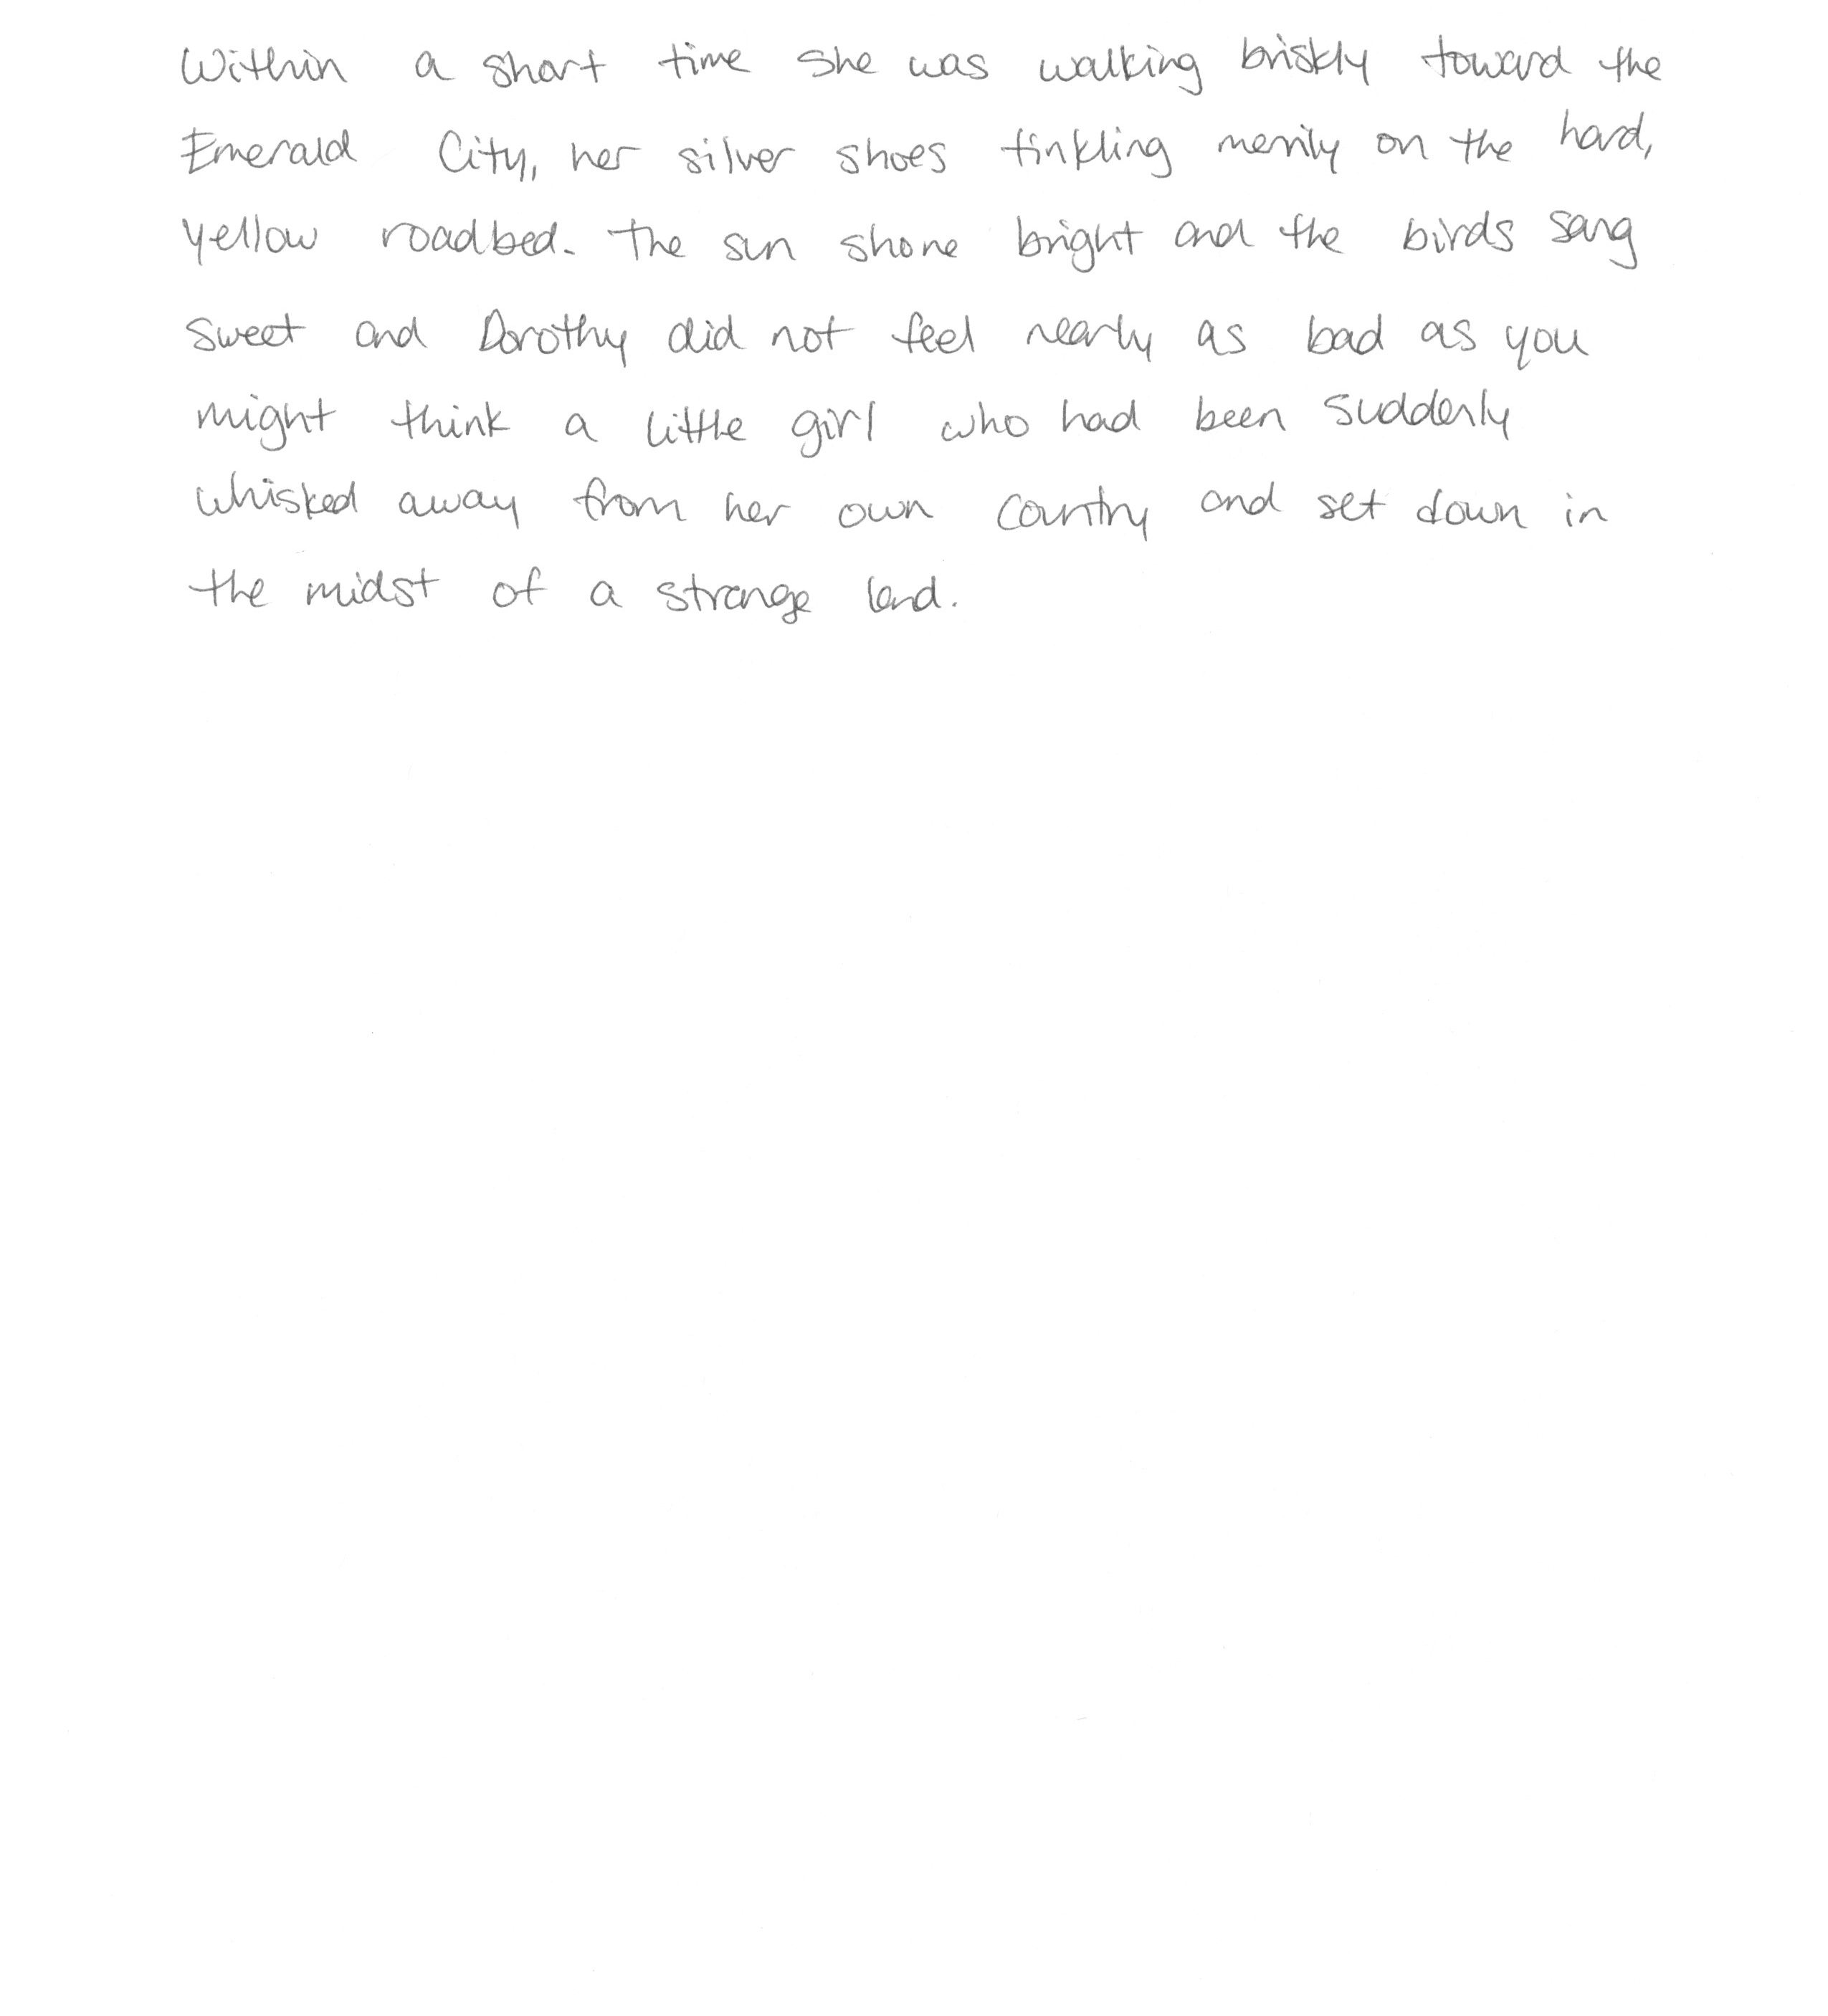 Within a short time she was walking briskly toward the
Emerald City, her silver shoes tinkling merrily on the hard,
yellow roadbed. The sun shone bright and the birds sang
sweet and Dorothy did not feel nearly as bad as you
might think a little girl who had been suddenly
whisked away from her own country and set down in
the midst of a strange land.